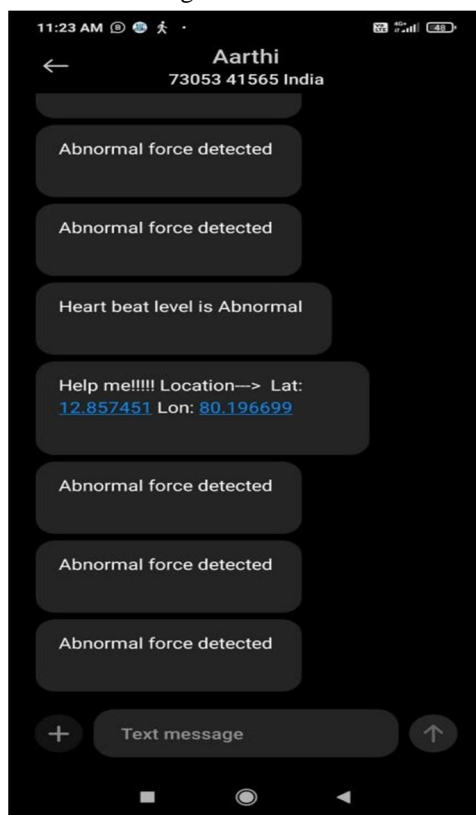 11:23 AM
4G+
48
Aarthi
73053 41565 India
Abnormal force detected
Abnormal force detected
Heart beat level is Abnormal
Help me!!!!! Location---> Lat:
12.857451 Lon: 80.196699
Abnormal force detected
Abnormal force detected
Abnormal force detected
Text message